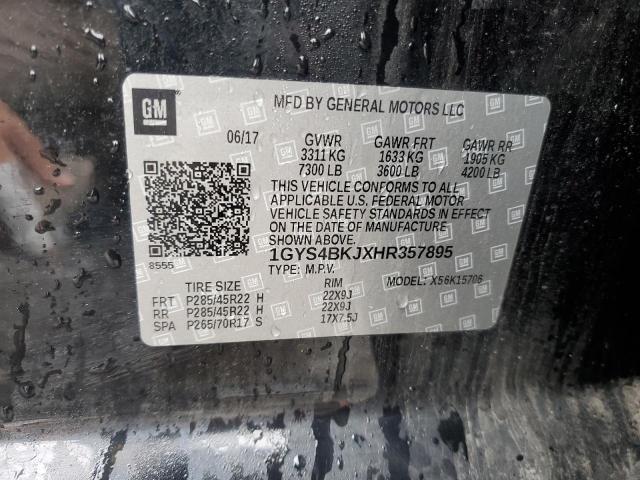 GM
MFD BY GENERAL MOTORS LLC
06/17 GVWR GAWR FRT GAWR RR
3311 KG 1633 KG 1905 KG
7300 LB 3600 LB 4200 LB
THIS VEHICLE CONFORMS TO ALL
APPLICABLE U.S. FEDERAL MOTOR
VEHICLE SAFETY STANDARDS IN EFFECT
ON THE DATE OF MANUFACTURE
SHOWN ABOVE.
8555 1GYS4BKJXHR357895
TYPE: M.P.V. MODEL: X56K15706
TIRE SIZE RIM
FRT P285/45R22 H 22X9J
RR P285/45R22 H 22X9J
SPA P265/70R17 S 17X7.5J